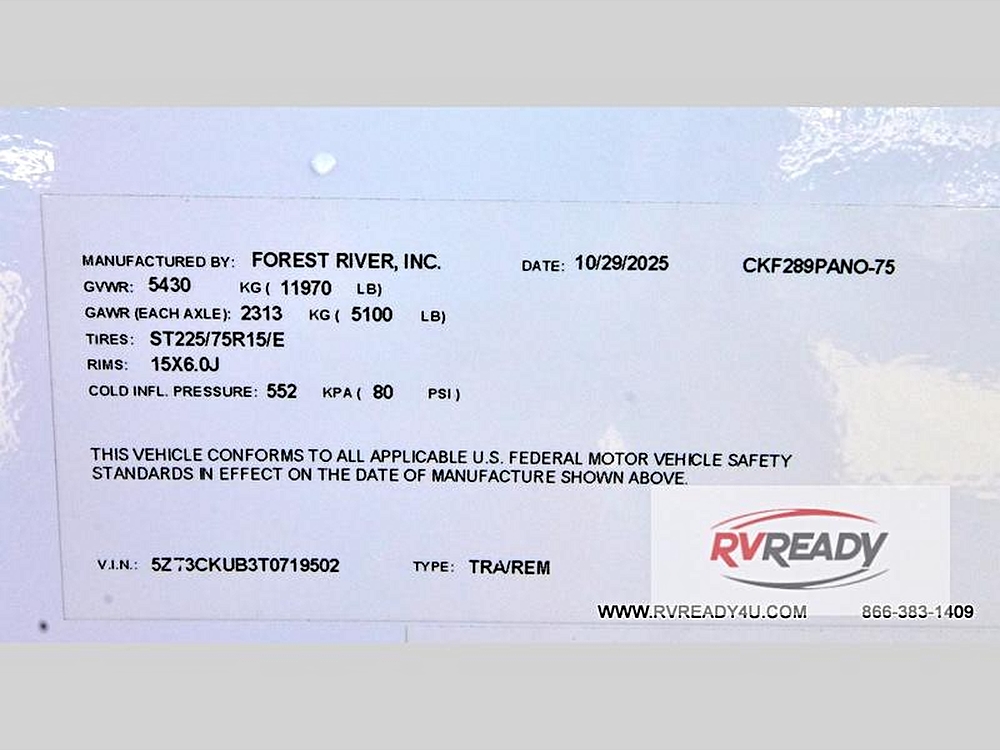 MANUFACTURED BY: FOREST RIVER, INC. DATE: 10/29/2025 CKF289PANO-75
GVWR: 5430 KG ( 11970 LB)
GAWR (EACH AXLE): 2313 KG ( 5100 LB)
TIRES: ST225/75R15/E
RIMS: 15X6.0J
COLD INFL. PRESSURE: 552 KPA ( 80 PSI )
THIS VEHICLE CONFORMS TO ALL APPLICABLE U.S. FEDERAL MOTOR VEHICLE SAFETY
STANDARDS IN EFFECT ON THE DATE OF MANUFACTURE SHOWN ABOVE.
V.I.N.: 5ZT3CKUB3T0719502 TYPE: TRA/REM
RVREADY
WWW.RVREADY4U.COM 866-383-1409